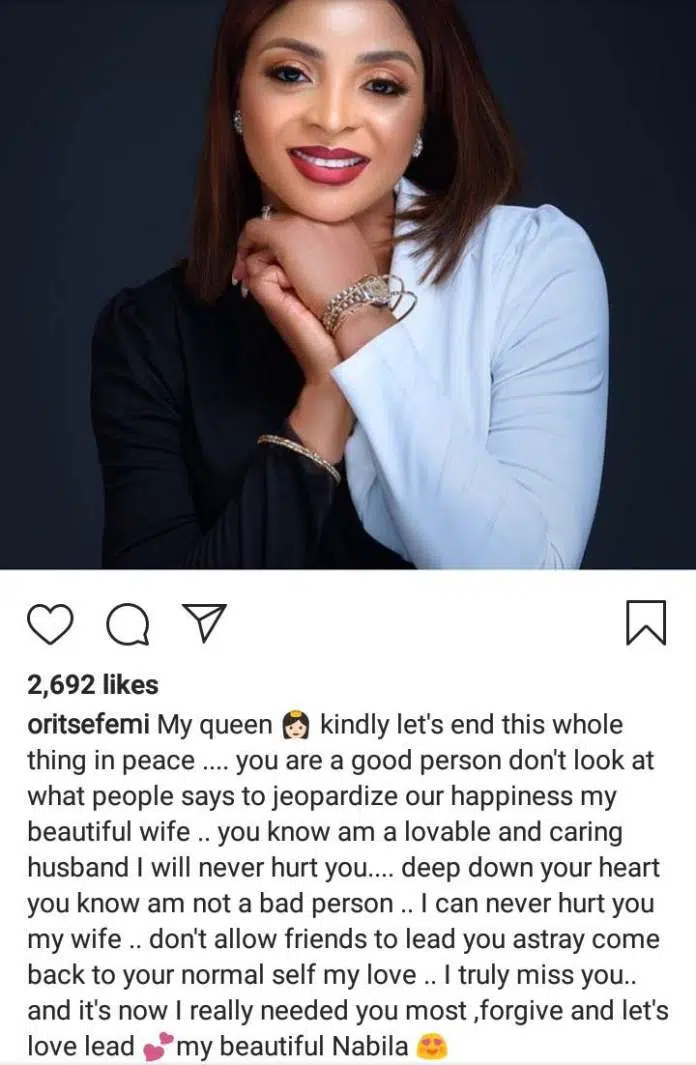 2,692 likes
oritsefemi My queen 👸🏻 kindly let's end this whole
thing in peace .... you are a good person don't look at
what people says to jeopardize our happiness my
beautiful wife .. you know am a lovable and caring
husband I will never hurt you.... deep down your heart
you know am not a bad person .. I can never hurt you
my wife .. don't allow friends to lead you astray come
back to your normal self my love .. I truly miss you..
and it's now I really needed you most ,forgive and let's
love lead 💕my beautiful Nabila 😍